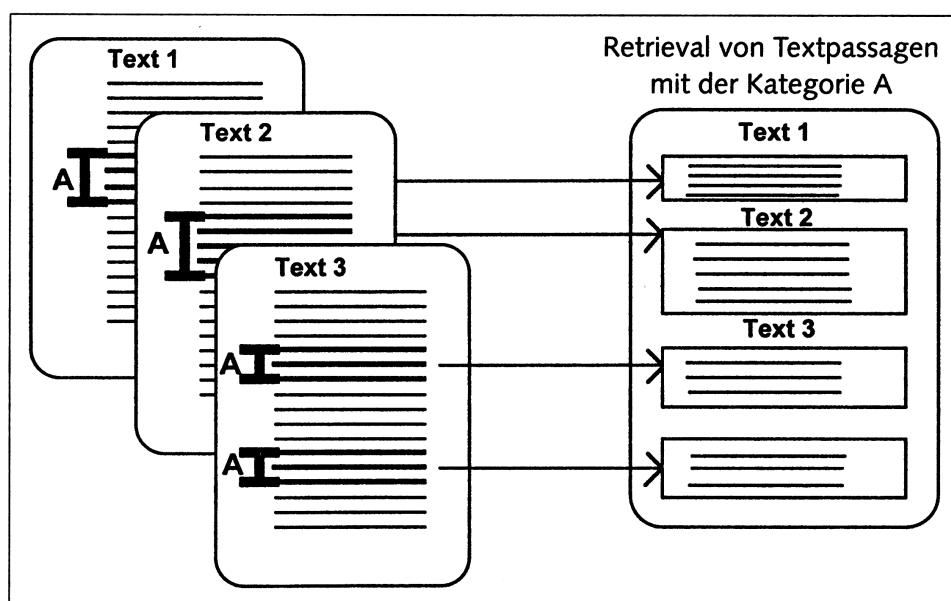 Text 1
A
Text 2
A
Text 3
A
A
Retrieval von Textpassagen
mit der Kategorie A
Text 1
Text 2
Text 3